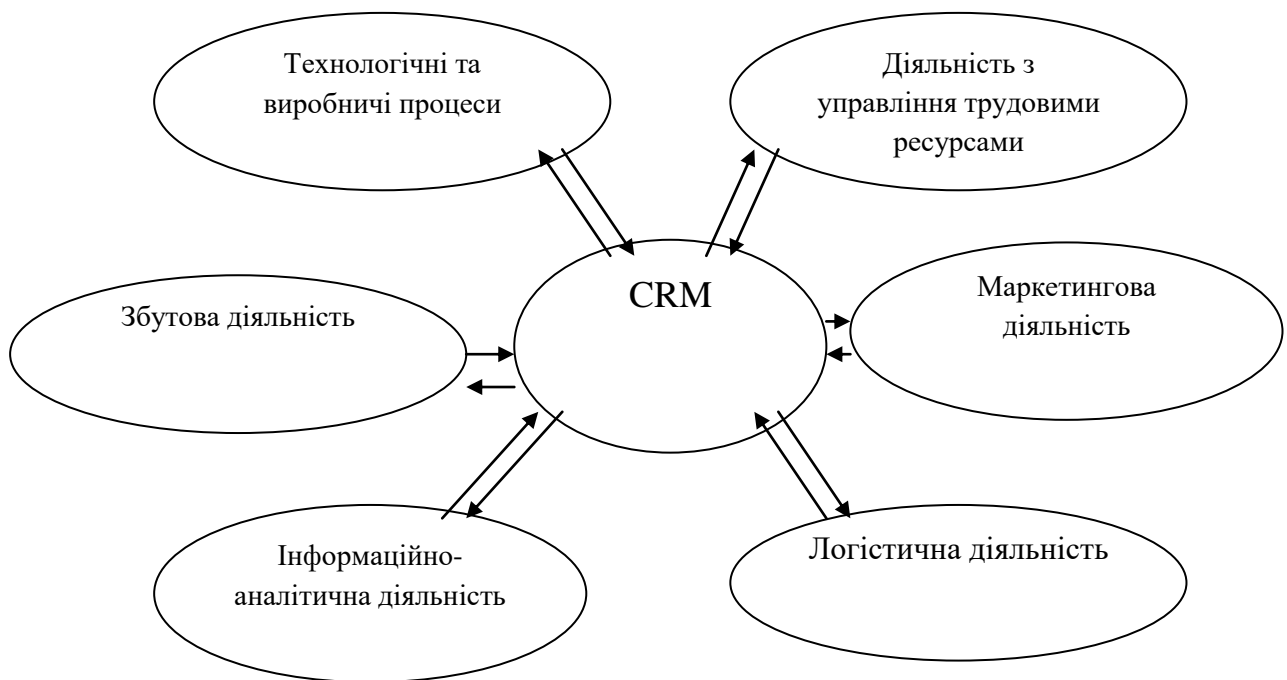 Технологічні та
виробничі процеси
Діяльність з
управління трудовими
ресурсами
CRM
Збутова діяльність
Маркетингова
діяльність
Інформаційно-
аналітична діяльність
Логістична діяльність